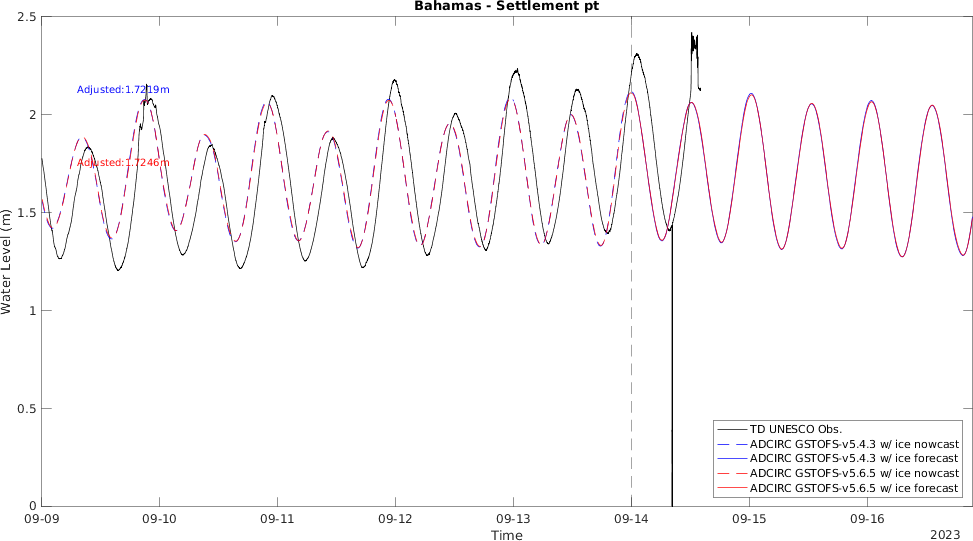 Bahamas - Settlement pt
2.5
2
1.5
1
0.5
0
Water Level (m)
Adjusted:1.7219m
Adjusted:1.7246m
TD UNESCO Obs.
ADCIRC GSTOFS-v5.4.3 w/ ice nowcast
ADCIRC GSTOFS-v5.4.3 w/ ice forecast
ADCIRC GSTOFS-v5.6.5 w/ ice nowcast
ADCIRC GSTOFS-v5.6.5 w/ ice forecast
09-09 09-10 09-11 09-12 09-13 09-14 09-15 09-16
Time
2023